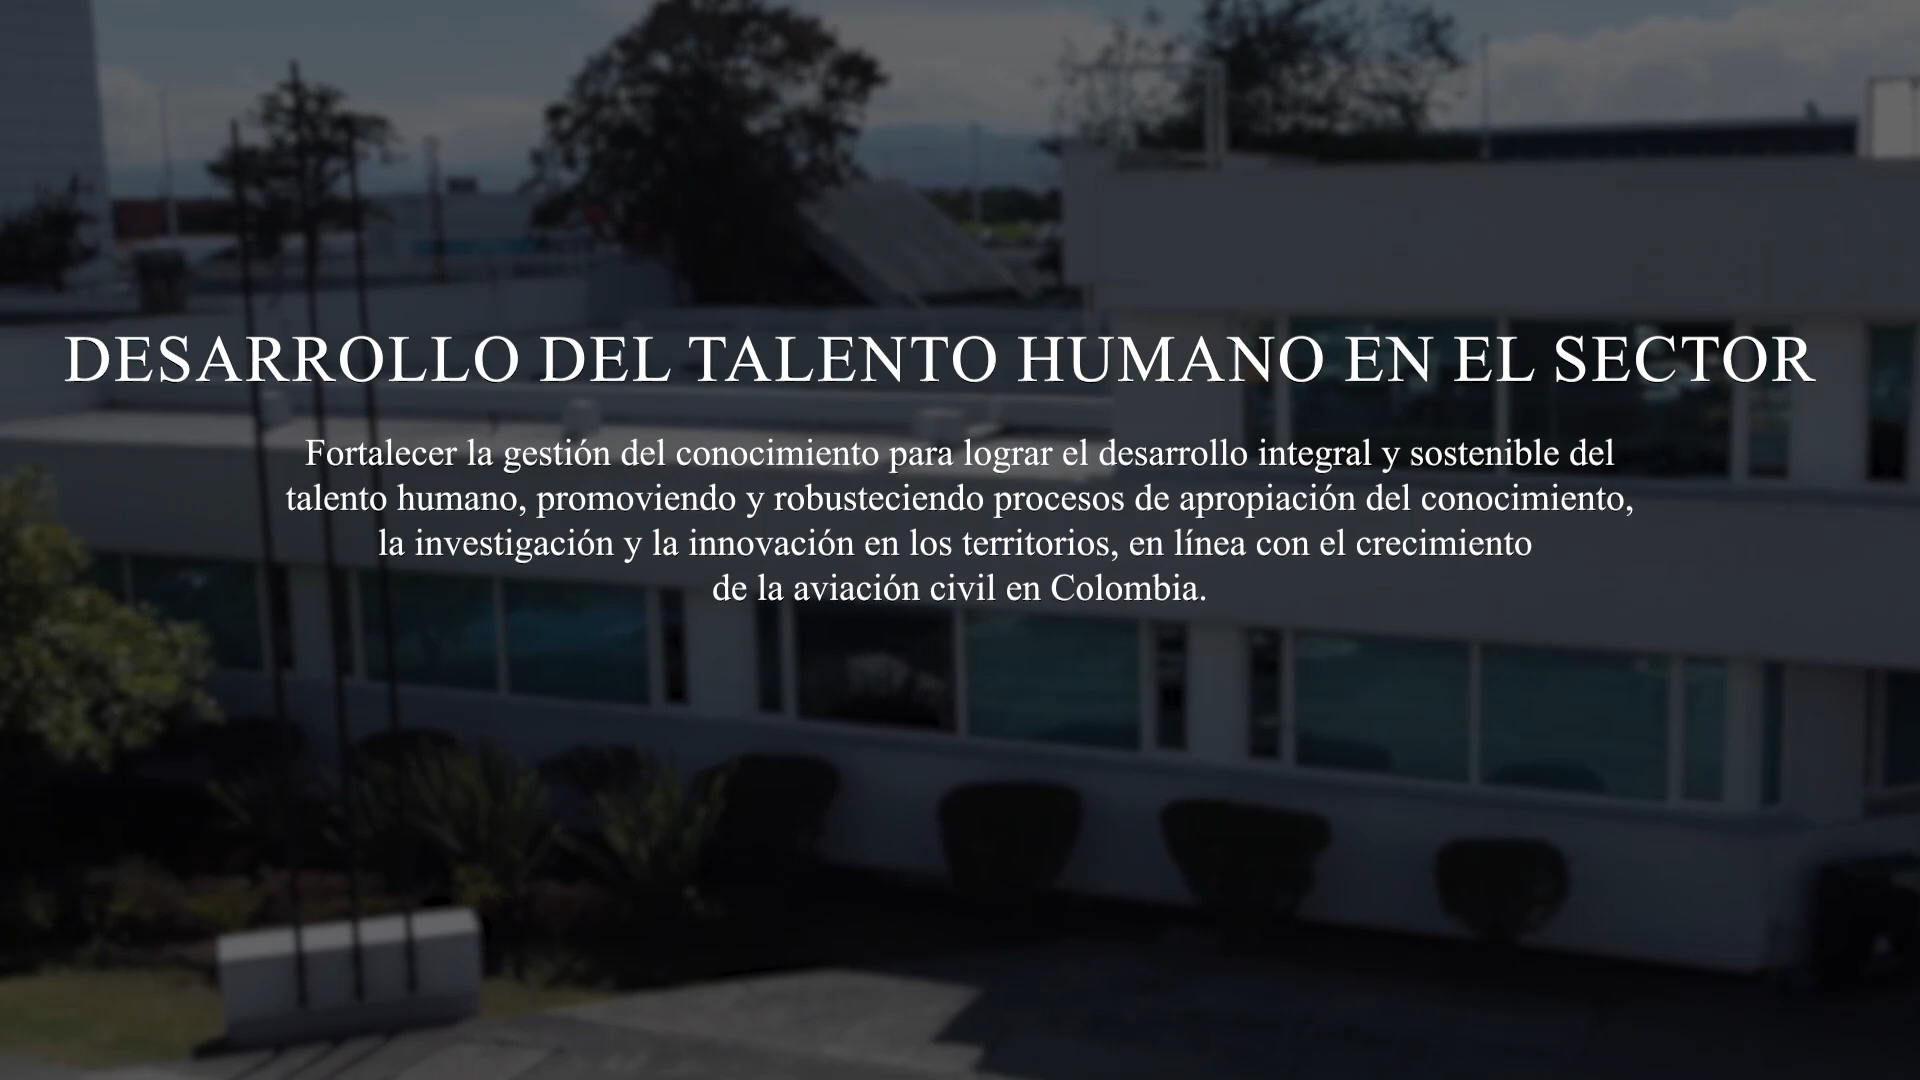 DESARROLLO DEL TALENTO HUMANO EN EL SECTOR
Fortalecer la gestión del conocimiento para lograr el desarrollo integral y sostenible del
talento humano, promoviendo y robusteciendo procesos de apropiación del conocimiento,
la investigación y la innovación en los territorios, en línea con el crecimiento
de la aviación civil en Colombia.